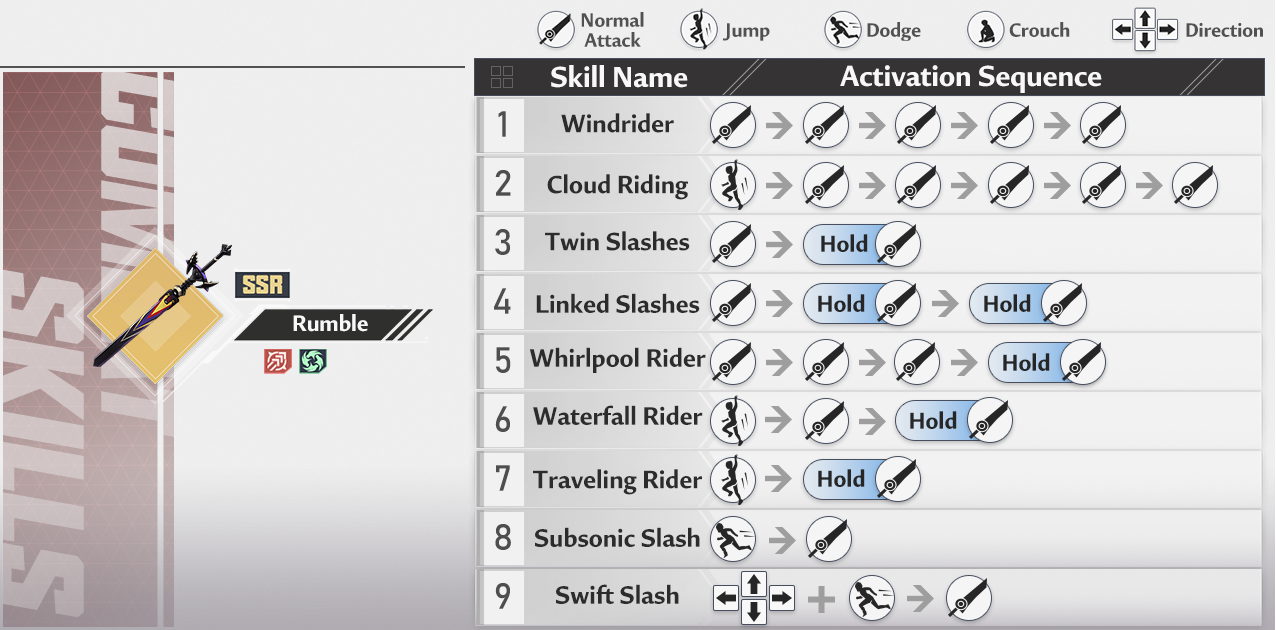 Normal
Attack
Jump
Dodge
Crouch
Direction
COMBAT
SKILLS
SSR
Rumble
Skill Name
Activation Sequence
1 Windrider
2 Cloud Riding
3 Twin Slashes Hold
4 Linked Slashes Hold Hold
5 Whirlpool Rider Hold
6 Waterfall Rider Hold
7 Traveling Rider Hold
8 Subsonic Slash
9 Swift Slash